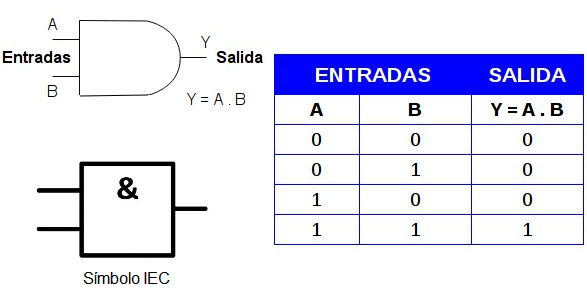 A
Entradas
Y
Salida
B
Y = A . B
&
Símbolo IEC
ENTRADAS SALIDA
A B Y = A . B
0 0 0
0 1 0
1 0 0
1 1 1